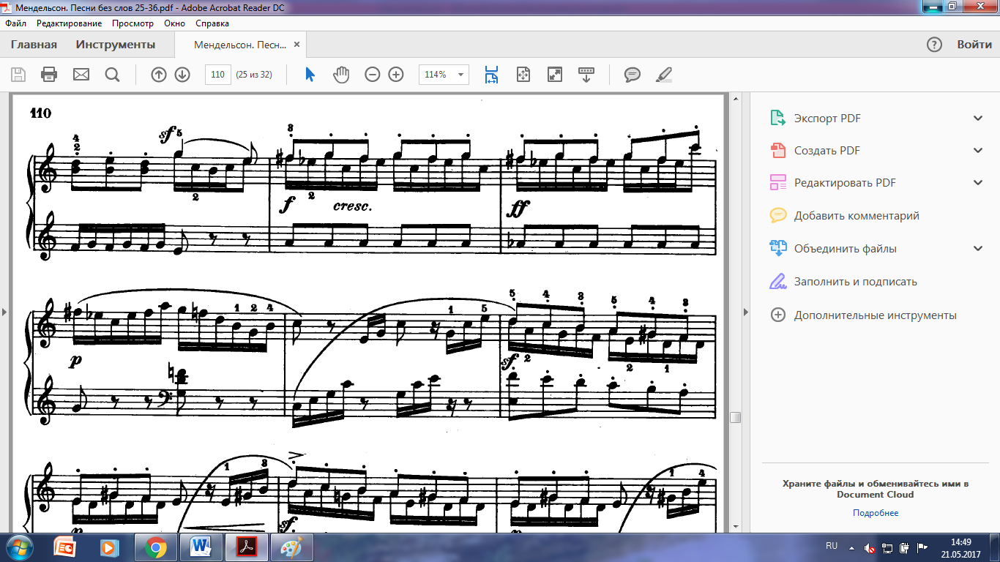 Мендельсон. Песни без слов 25-36.pdf - Adobe Acrobat Reader DC
Файл Редактирование Просмотр Окно Справка
Главная Инструменты Мендельсон. Песн... × Войти
110 (25 из 32) 114%
110
4
2
sf 5
2
3
f 2 cresc.
ff
1 2 4
p
1 5
5 4 3 5 4 3
sf 2 2 1
1 3
>
1 4
p sf p
Экспорт PDF
Создать PDF
Редактировать PDF
Добавить комментарий
Объединить файлы
Заполнить и подписать
Дополнительные инструменты
Храните файлы и обменивайтесь ими в
Document Cloud
Подробнее
RU 14:49
21.05.2017